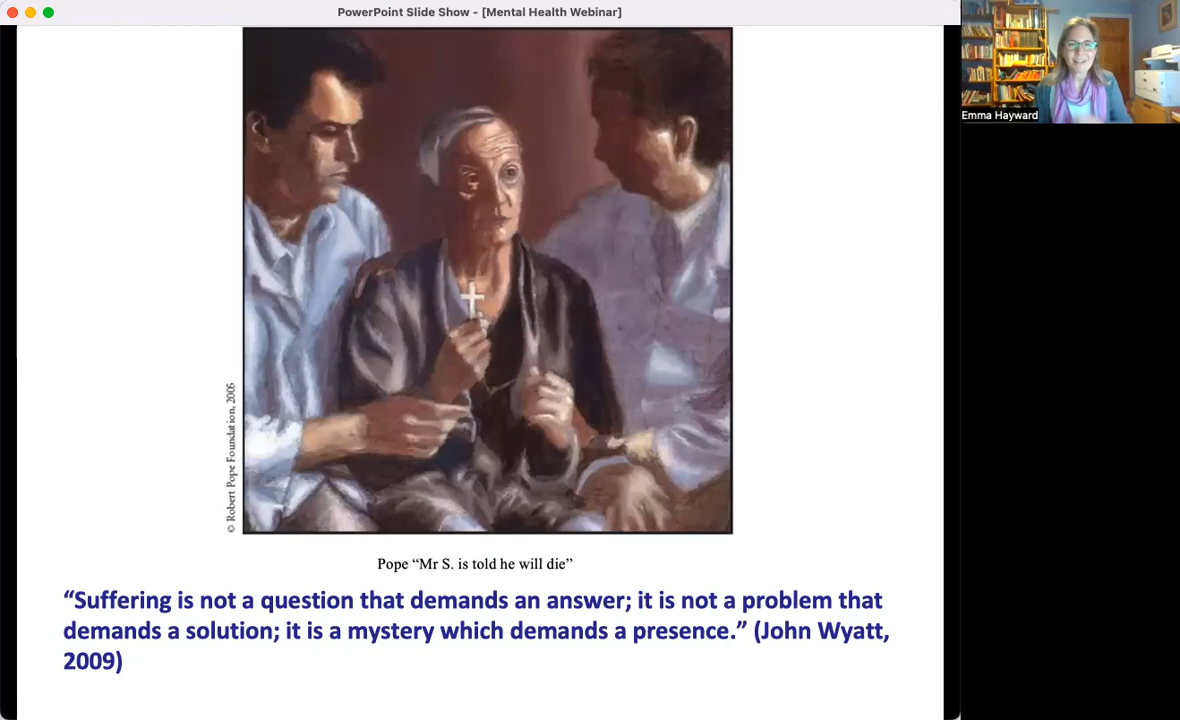 PowerPoint Slide Show - [Mental Health Webinar]
Emma Hayward
© Robert Pope Foundation, 2005
Pope “Mr S. is told he will die”
“Suffering is not a question that demands an answer; it is not a problem that
demands a solution; it is a mystery which demands a presence.” (John Wyatt,
2009)